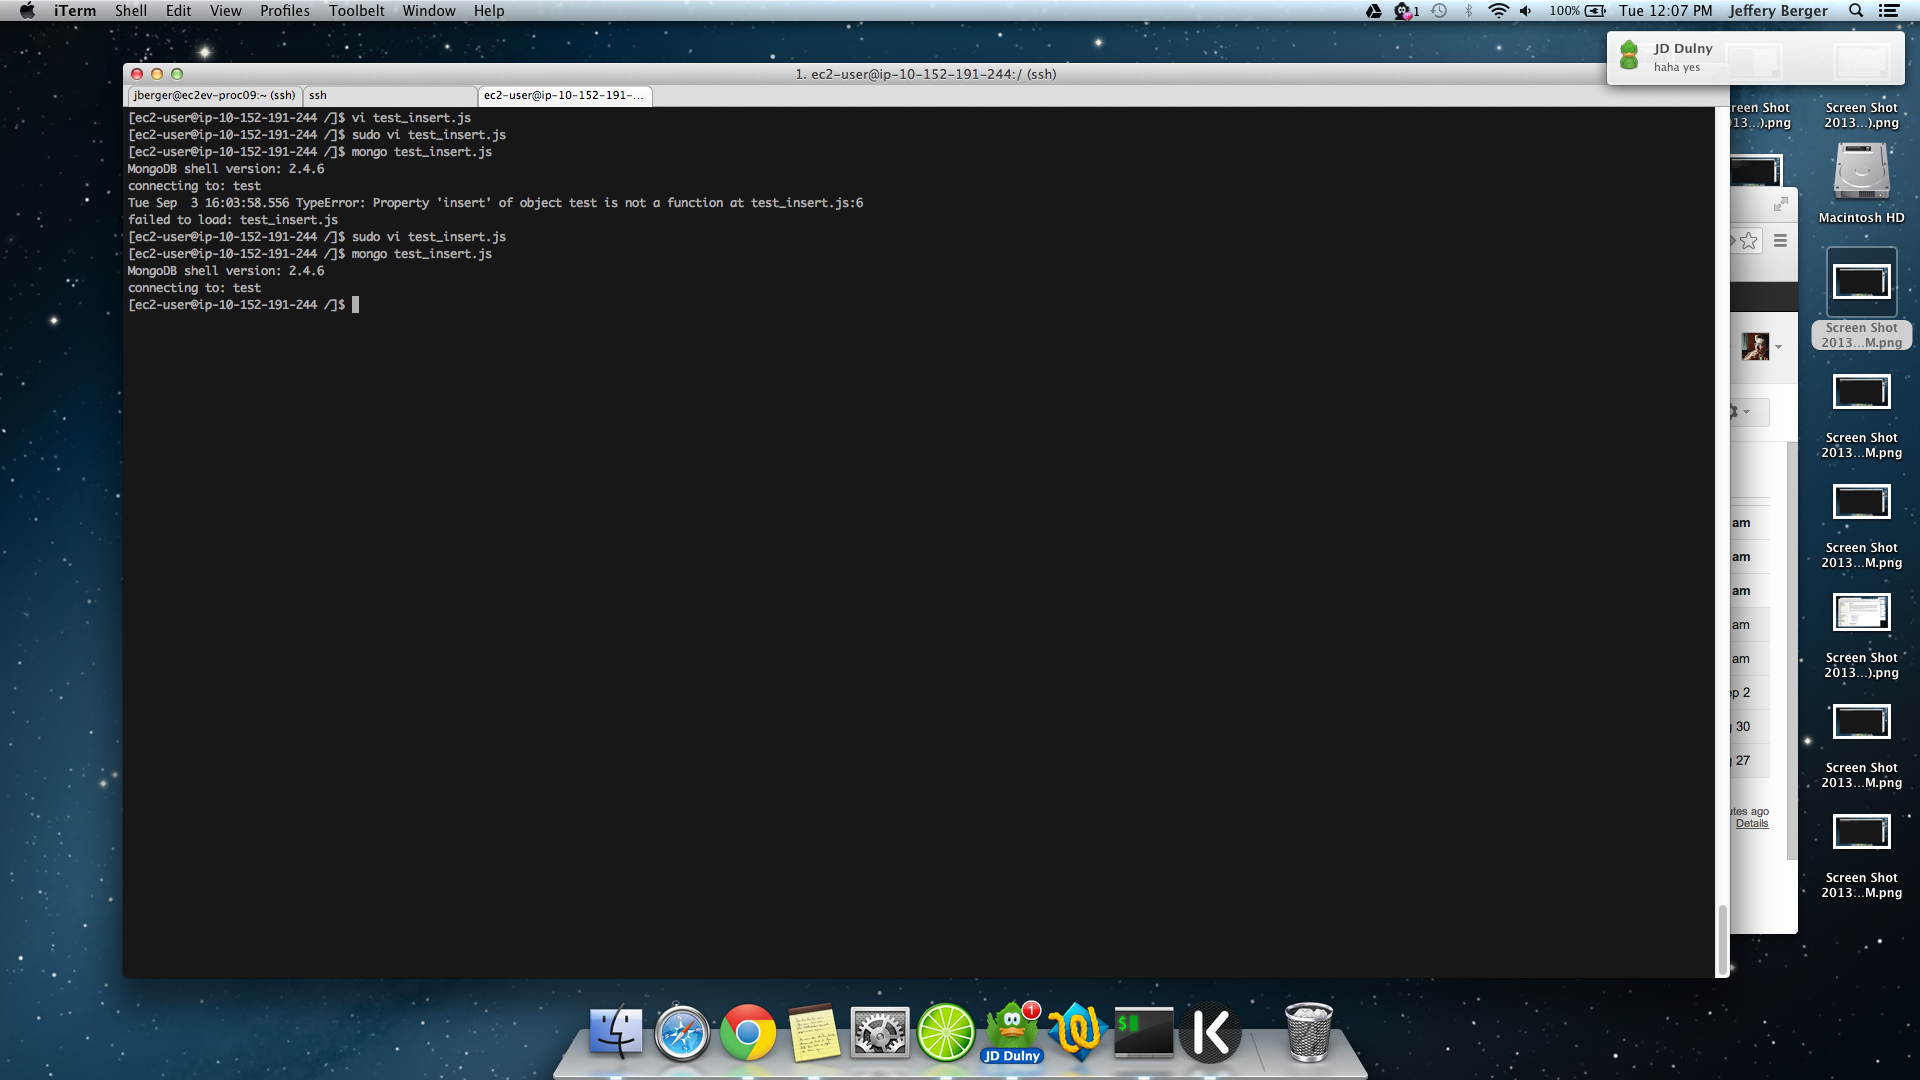 iTerm Shell Edit View Profiles Toolbelt Window Help
1 100% Tue 12:07 PM Jeffery Berger
JD Dulny
haha yes
1. ec2-user@ip-10-152-191-244:/ (ssh)
jberger@ec2ev-proc09:~ (ssh) ssh ec2-user@ip-10-152-191-...
[ec2-user@ip-10-152-191-244 /]$ vi test_insert.js
[ec2-user@ip-10-152-191-244 /]$ sudo vi test_insert.js
[ec2-user@ip-10-152-191-244 /]$ mongo test_insert.js
MongoDB shell version: 2.4.6
connecting to: test
Tue Sep  3 16:03:58.556 TypeError: Property 'insert' of object test is not a function at test_insert.js:6
failed to load: test_insert.js
[ec2-user@ip-10-152-191-244 /]$ sudo vi test_insert.js
[ec2-user@ip-10-152-191-244 /]$ mongo test_insert.js
MongoDB shell version: 2.4.6
connecting to: test
[ec2-user@ip-10-152-191-244 /]$
Shot
.png
Screen Shot
2013...).png
Macintosh HD
Screen Shot
2013...M.png
Screen Shot
2013...M.png
Screen Shot
2013...M.png
Screen Shot
2013...).png
Screen Shot
2013...M.png
Screen Shot
2013...M.png
am
am
am
am
am
2
30
27
ago
Details
$
1
JD Dulny
K